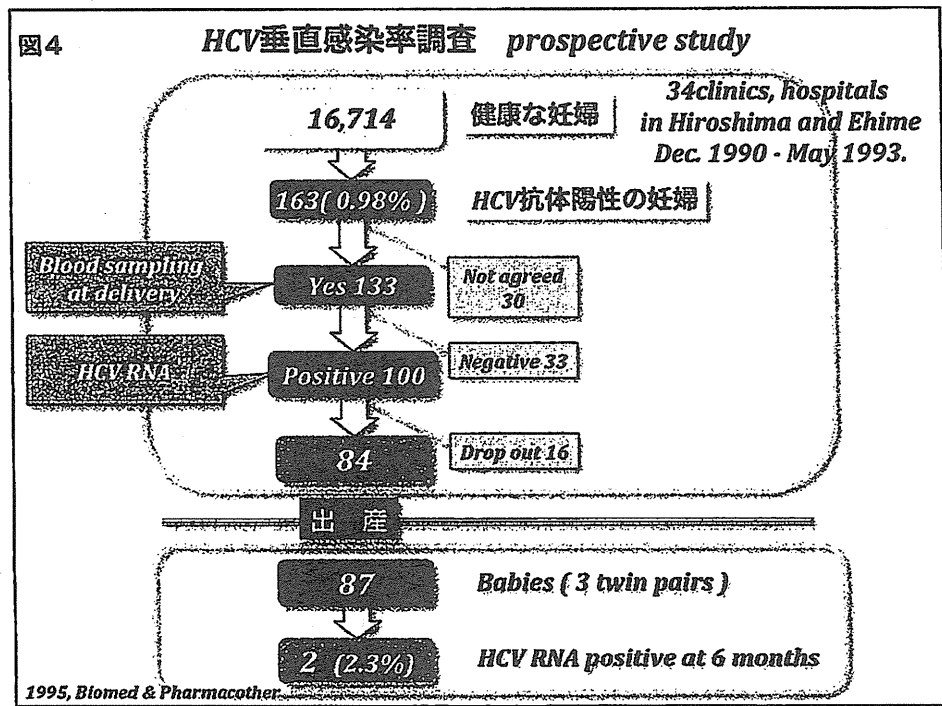 図4
HCV垂直感染率調査 prospective study
34clinics, hospitals
in Hiroshima and Ehime
Dec. 1990 - May 1993.
16,714
健康な妊婦
163( 0.98% )
HCV抗体陽性の妊婦
Blood sampling
at delivery
Yes 133
Not agreed
30
HCV RNA
Positive 100
Negative 33
84
Drop out 16
出 産
87
Babies ( 3 twin pairs )
2 (2.3%)
HCV RNA positive at 6 months
1995, Biomed & Pharmacother